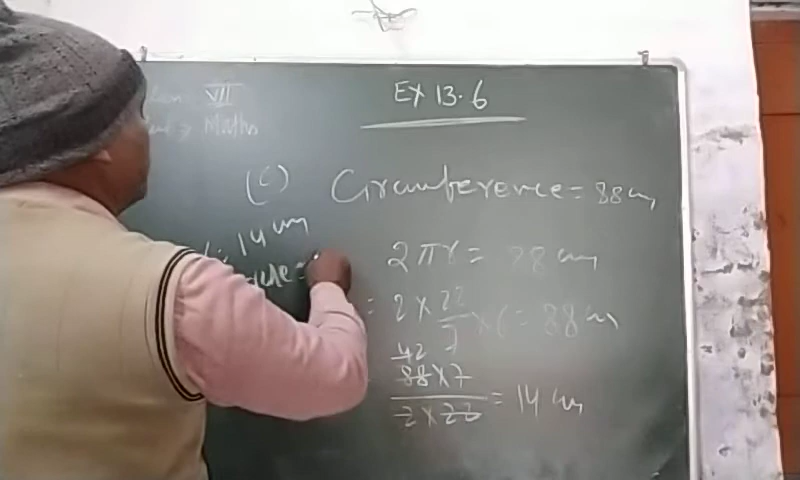 VII
Maths
Ex 13.6
(C) Circumference = 88 cm
14 cm
2πr = 88 cm
= 2 × 22/7 × r = 88 cm
42
88 × 7 / 2 × 22 = 14 cm